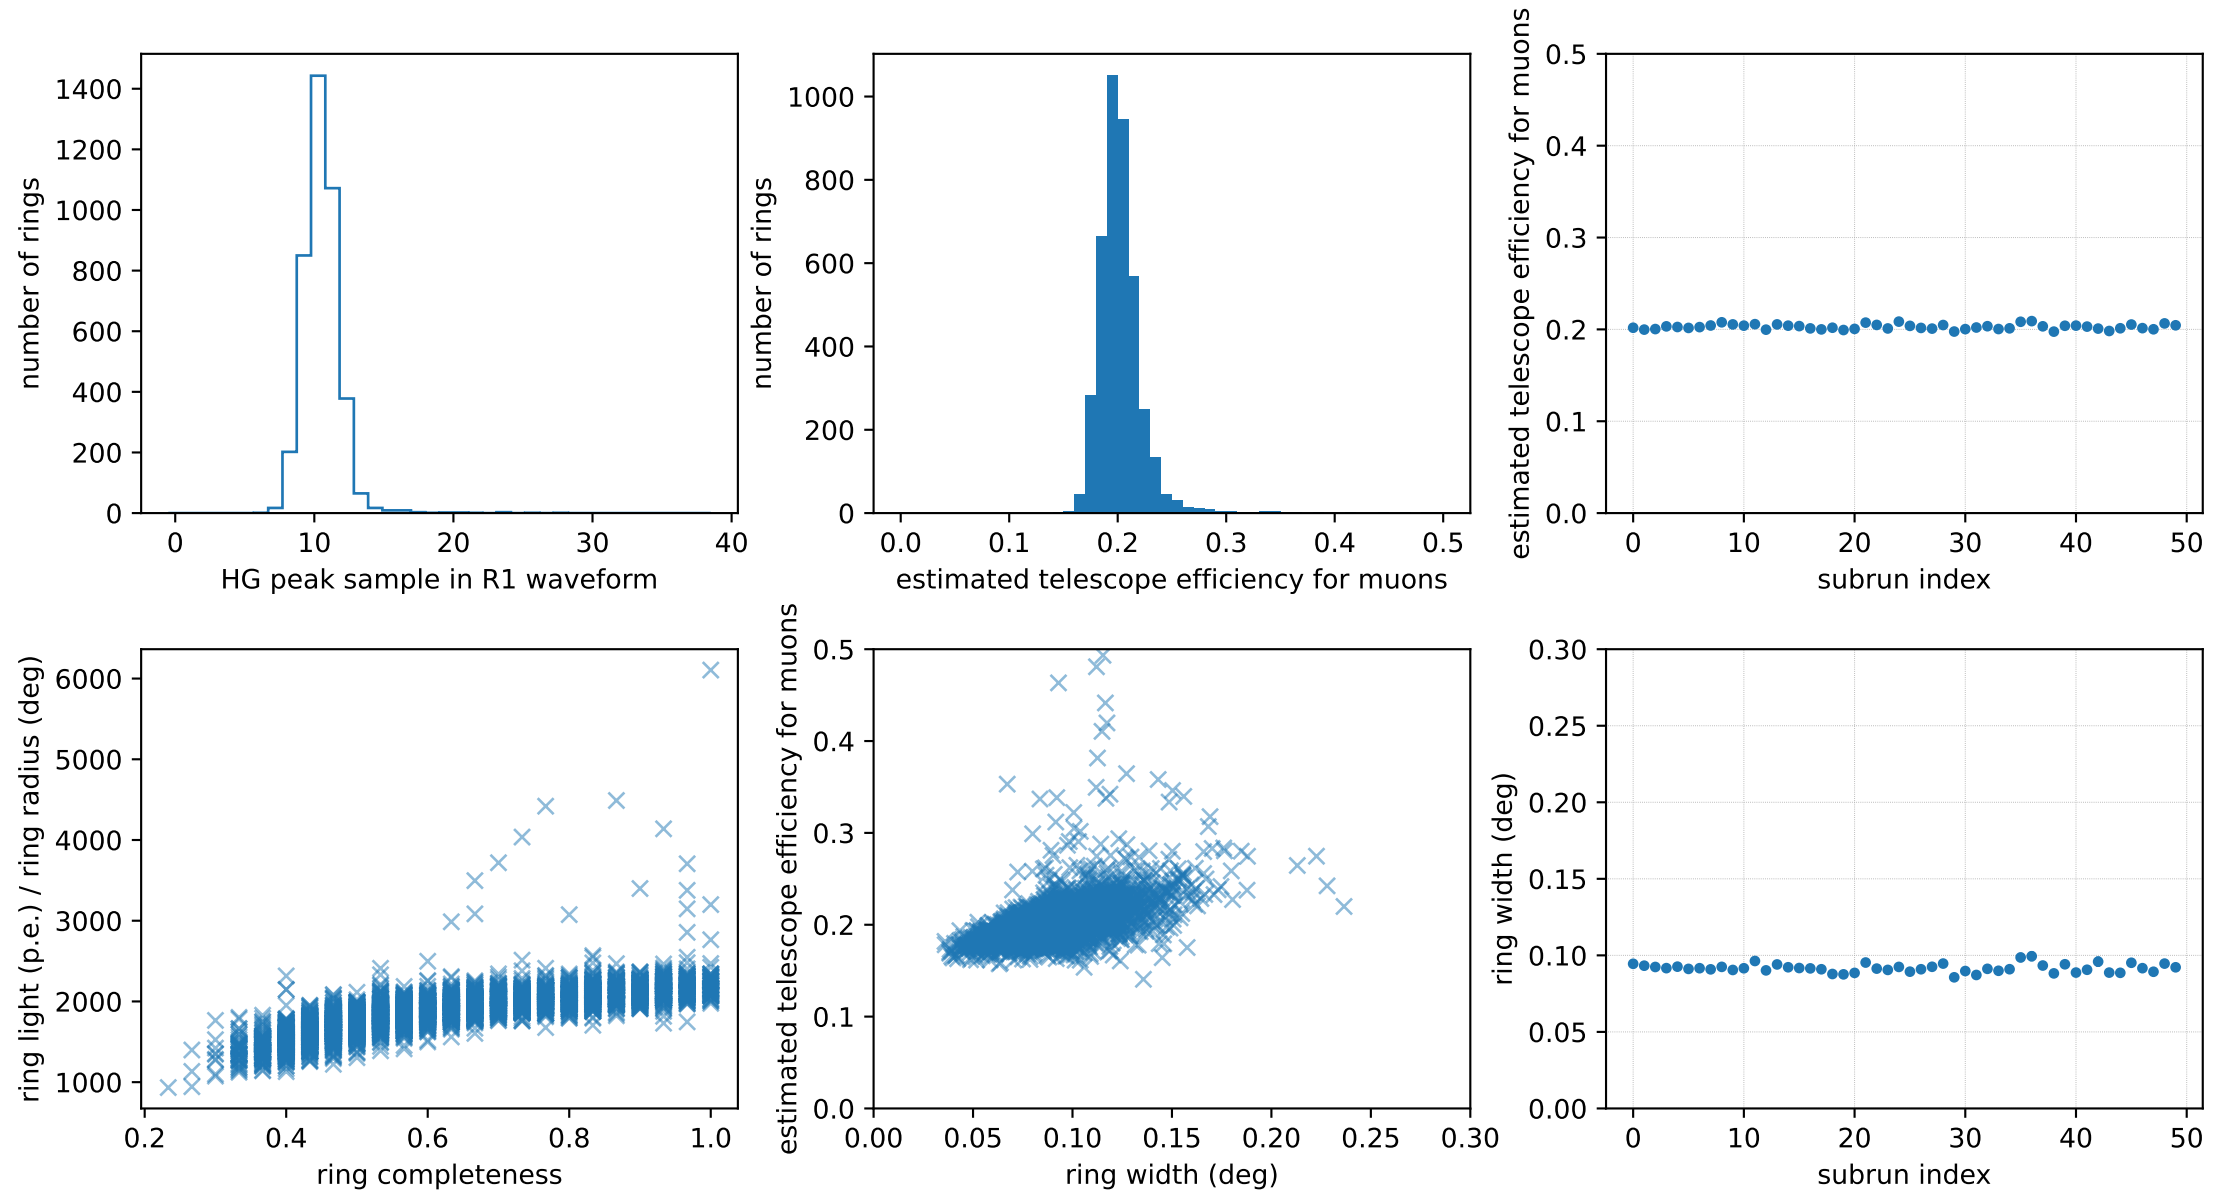 1400
1200
1000
800
600
400
200
0
number of rings
0 10 20 30 40
HG peak sample in R1 waveform
1000
800
600
400
200
0
number of rings
0.0 0.1 0.2 0.3 0.4 0.5
estimated telescope efficiency for muons
0.5
0.4
0.3
0.2
0.1
0.0
estimated telescope efficiency for muons
0 10 20 30 40 50
subrun index
6000
5000
4000
3000
2000
1000
ring light (p.e.) / ring radius (deg)
0.2 0.4 0.6 0.8 1.0
ring completeness
0.5
0.4
0.3
0.2
0.1
0.0
estimated telescope efficiency for muons
0.00 0.05 0.10 0.15 0.20 0.25 0.30
ring width (deg)
0.30
0.25
0.20
0.15
0.10
0.05
0.00
ring width (deg)
0 10 20 30 40 50
subrun index